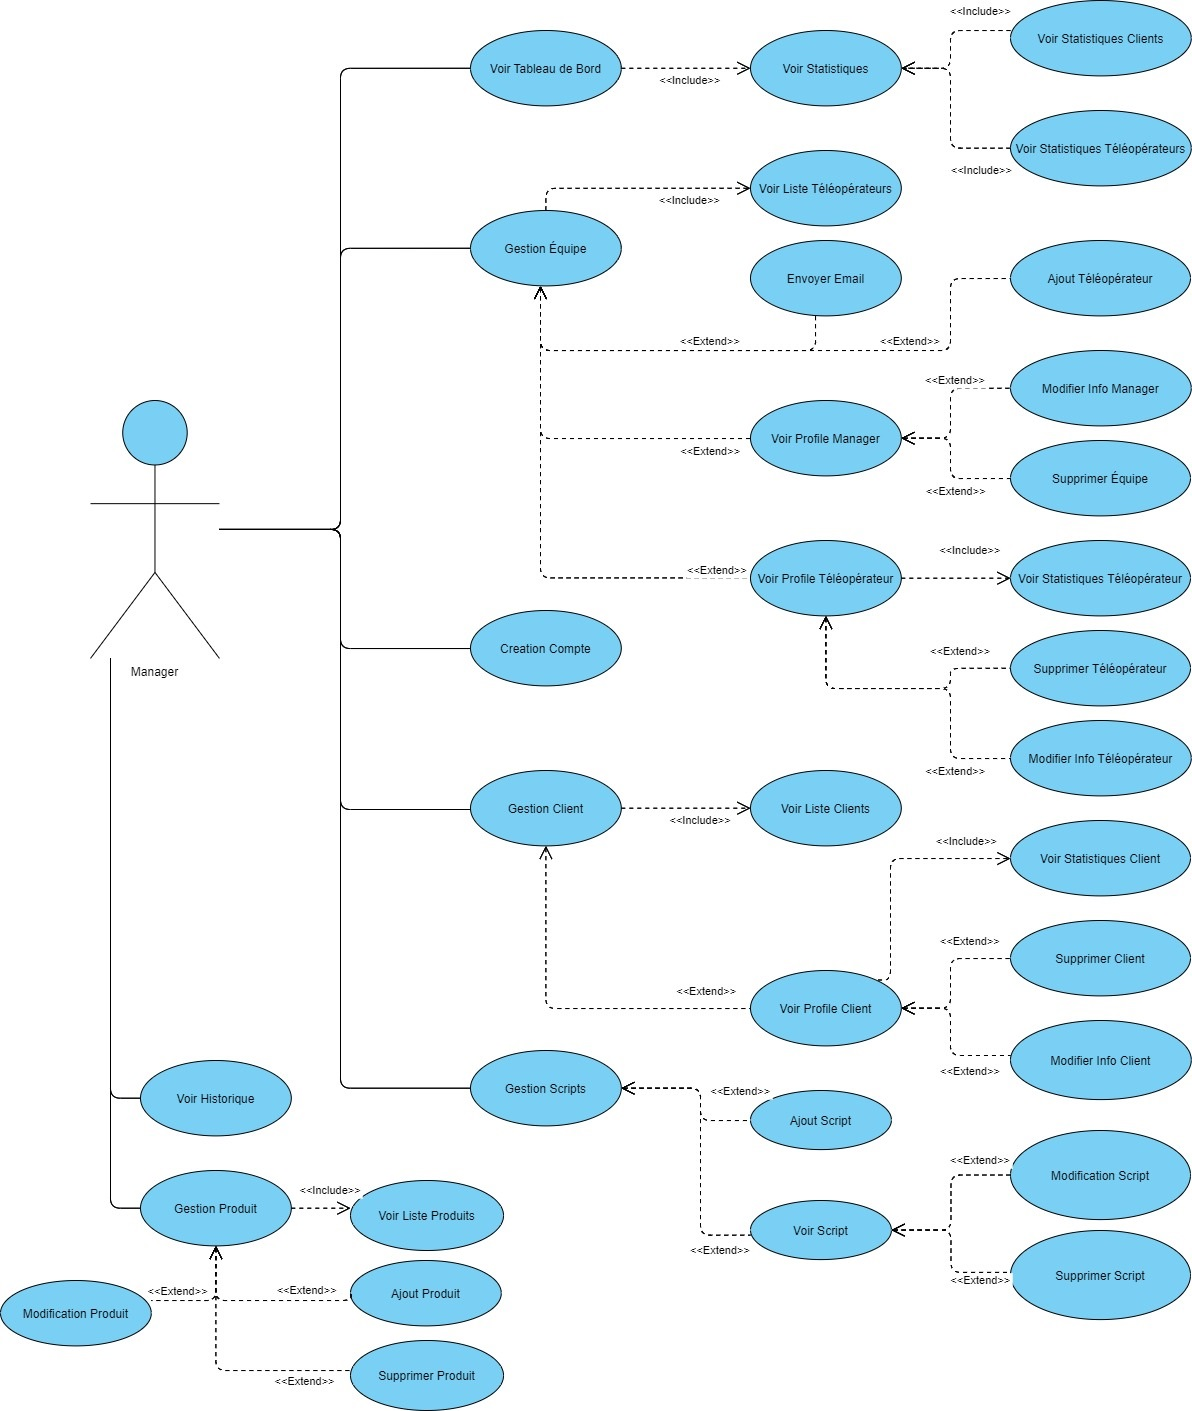 <<Include>>
Voir Statistiques Clients
Voir Tableau de Bord
<<Include>>
Voir Statistiques
Voir Statistiques Téléopérateurs
<<Include>>
Voir Liste Téléopérateurs
<<Include>>
Gestion Équipe
Envoyer Email
Ajout Téléopérateur
<<Extend>>
<<Extend>>
<<Extend>>
Modifier Info Manager
Voir Profile Manager
<<Extend>>
Supprimer Équipe
<<Extend>>
<<Include>>
<<Extend>>
Voir Profile Téléopérateur
Voir Statistiques Téléopérateur
Creation Compte
<<Extend>>
Supprimer Téléopérateur
Manager
Modifier Info Téléopérateur
<<Extend>>
Gestion Client
<<Include>>
Voir Liste Clients
<<Include>>
Voir Statistiques Client
<<Extend>>
Supprimer Client
<<Extend>>
Voir Profile Client
Modifier Info Client
<<Extend>>
Voir Historique
Gestion Scripts
<<Extend>>
Ajout Script
<<Extend>>
Modification Script
Voir Script
<<Extend>>
Supprimer Script
<<Extend>>
Gestion Produit
<<Include>>
Voir Liste Produits
<<Extend>>
<<Extend>>
Ajout Produit
Modification Produit
Supprimer Produit
<<Extend>>